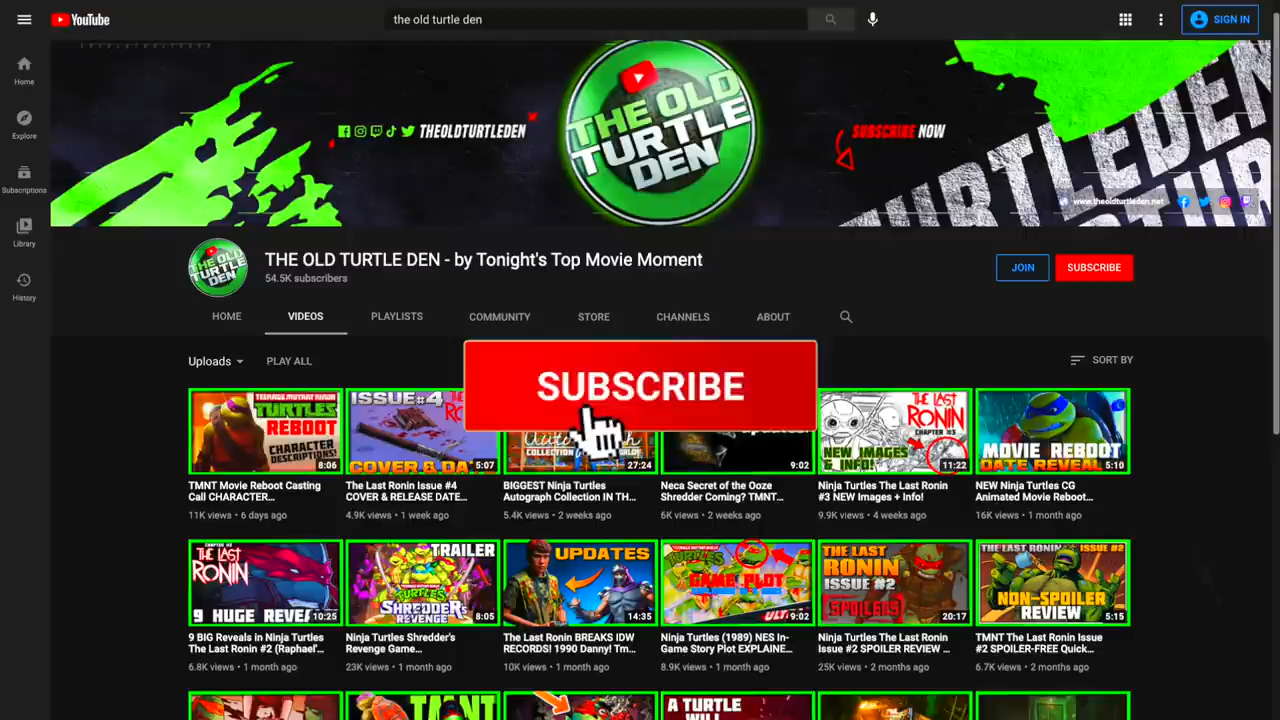 YouTube
the old turtle den
SIGN IN
Home
Explore
Subscriptions
Library
History
THEOLDTURTLEDEN
THE OLD
TURTLE
DEN
SUBSCRIBE NOW
TURTLEDEN
www.theoldturtleden.net
THE OLD TURTLE DEN
THE OLD TURTLE DEN - by Tonight's Top Movie Moment
54.5K subscribers
JOIN
SUBSCRIBE
HOME
VIDEOS
PLAYLISTS
COMMUNITY
STORE
CHANNELS
ABOUT
Uploads
PLAY ALL
SORT BY
SUBSCRIBE
TEENAGE MUTANT NINJA
TURTLES
REBOOT
CHARACTER
DESCRIPTIONS!
8:06
ISSUE#4
COVER & DA
5:07
COLLECTION
27:24
9:02
THE LAST
RONIN
CHAPTER #3
NEW IMAGES
& INFO!
11:22
MOVIE REBOOT
DATE REVEAL
5:10
TMNT Movie Reboot Casting
Call CHARACTER...
11K views • 6 days ago
The Last Ronin Issue #4
COVER & RELEASE DATE...
4.9K views • 1 week ago
BIGGEST Ninja Turtles
Autograph Collection IN TH...
5.4K views • 2 weeks ago
Neca Secret of the Ooze
Shredder Coming? TMNT...
6K views • 2 weeks ago
Ninja Turtles The Last Ronin
#3 NEW Images + Info!
9.9K views • 4 weeks ago
NEW Ninja Turtles CG
Animated Movie Reboot...
16K views • 1 month ago
THE LAST
RONIN
9 HUGE REVE
10:25
TRAILER
TURTLES
SHREDDER'S
REVENGE
8:05
UPDATES
14:35
GAME PLOT
9:02
THE LAST
RONIN
ISSUE #2
SPOILERS
20:17
THE LAST RONIN ISSUE #2
NON-SPOILER
REVIEW
5:15
9 BIG Reveals in Ninja Turtles
The Last Ronin #2 (Raphael'...
6.8K views • 1 month ago
Ninja Turtles Shredder's
Revenge Game...
23K views • 1 month ago
The Last Ronin BREAKS IDW
RECORDS! 1990 Danny! Tm...
10K views • 1 month ago
Ninja Turtles (1989) NES In-
Game Story Plot EXPLAINE...
8.9K views • 1 month ago
Ninja Turtles The Last Ronin
Issue #2 SPOILER REVIEW ...
25K views • 2 months ago
TMNT The Last Ronin Issue
#2 SPOILER-FREE Quick...
6.7K views • 2 months ago
TMNT
A TURTLE
WILL